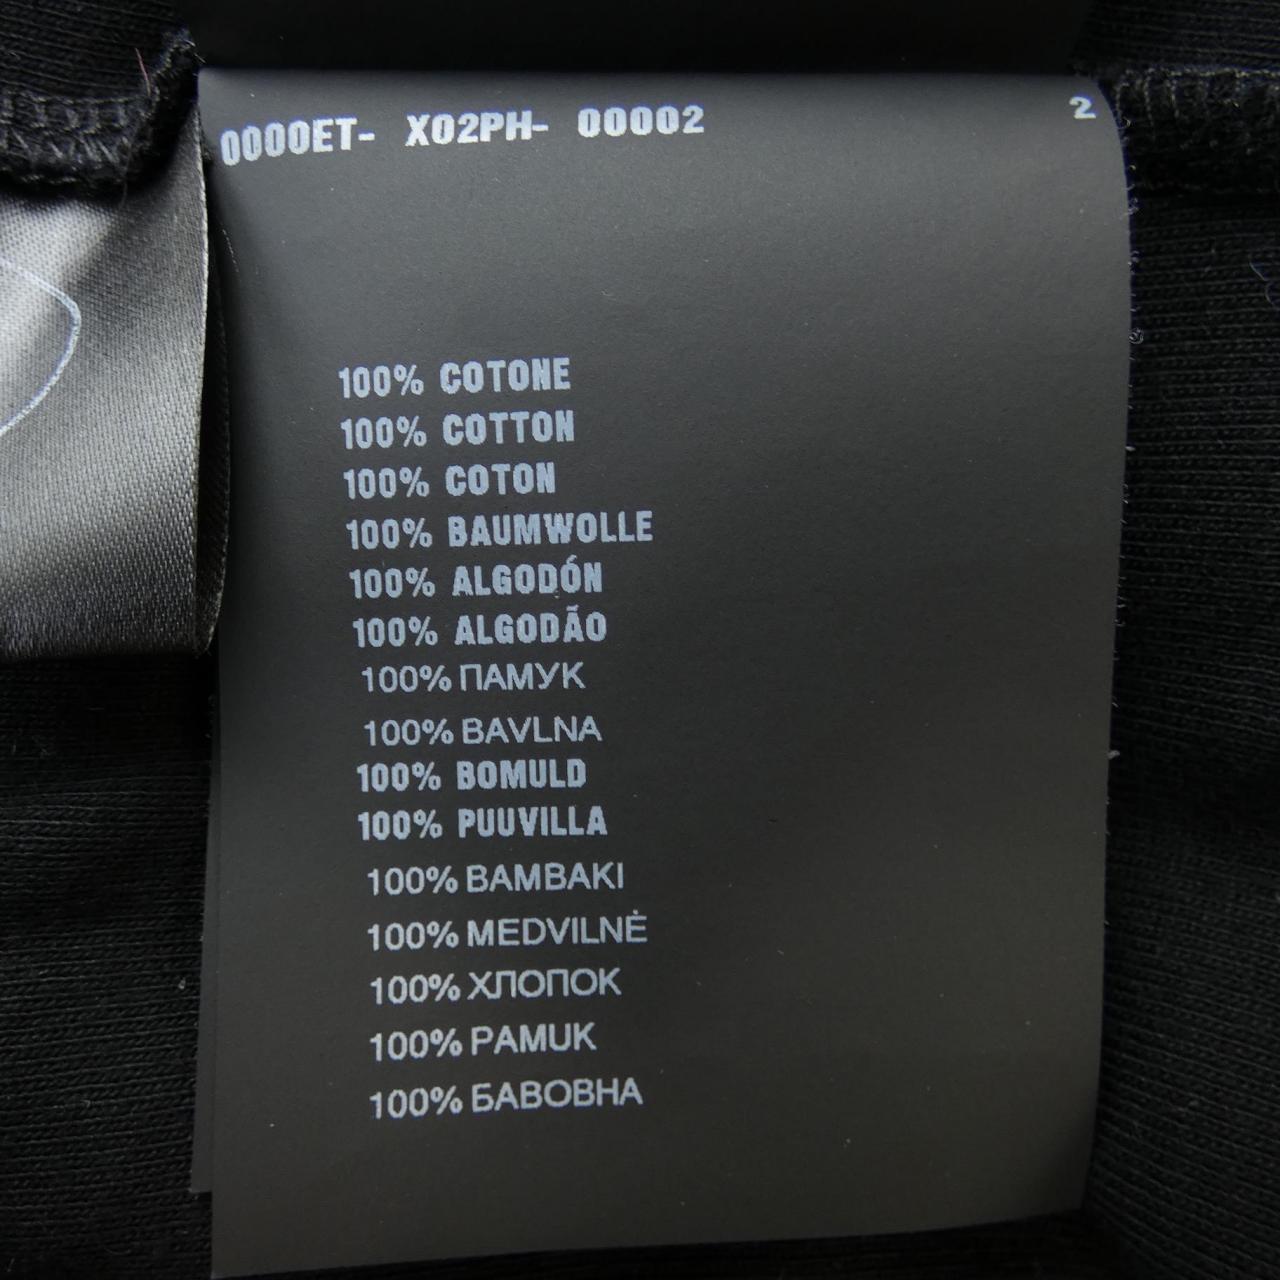 0000ET- X02PH- 00002 2
100% COTONE
100% COTTON
100% COTON
100% BAUMWOLLE
100% ALGODÓN
100% ALGODÃO
100% ПАМУК
100% BAVLNA
100% BOMULD
100% PUUVILLA
100% ΒΑΜΒΑΚΙ
100% MEDVILNĖ
100% ХЛОПОК
100% PAMUK
100% БАВОВНА